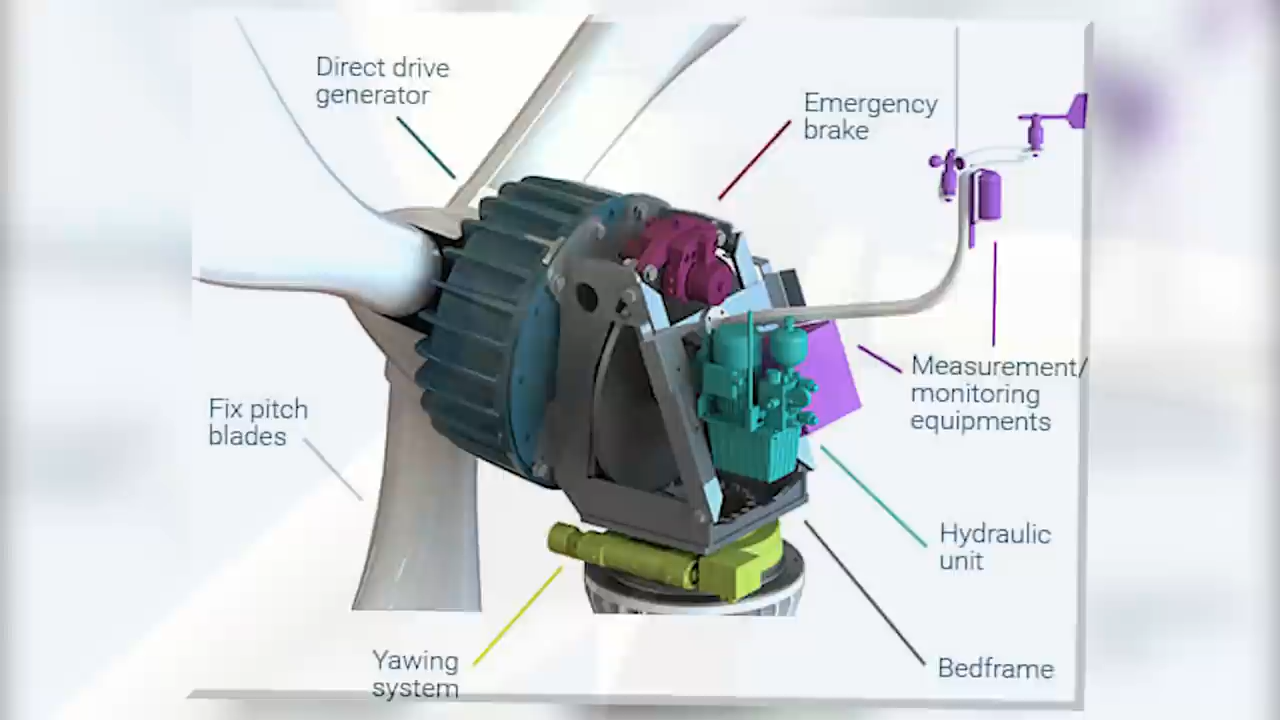 Direct drive
generator
Emergency
brake
Measurement/
monitoring
equipments
Fix pitch
blades
Hydraulic
unit
Yawing
system
Bedframe